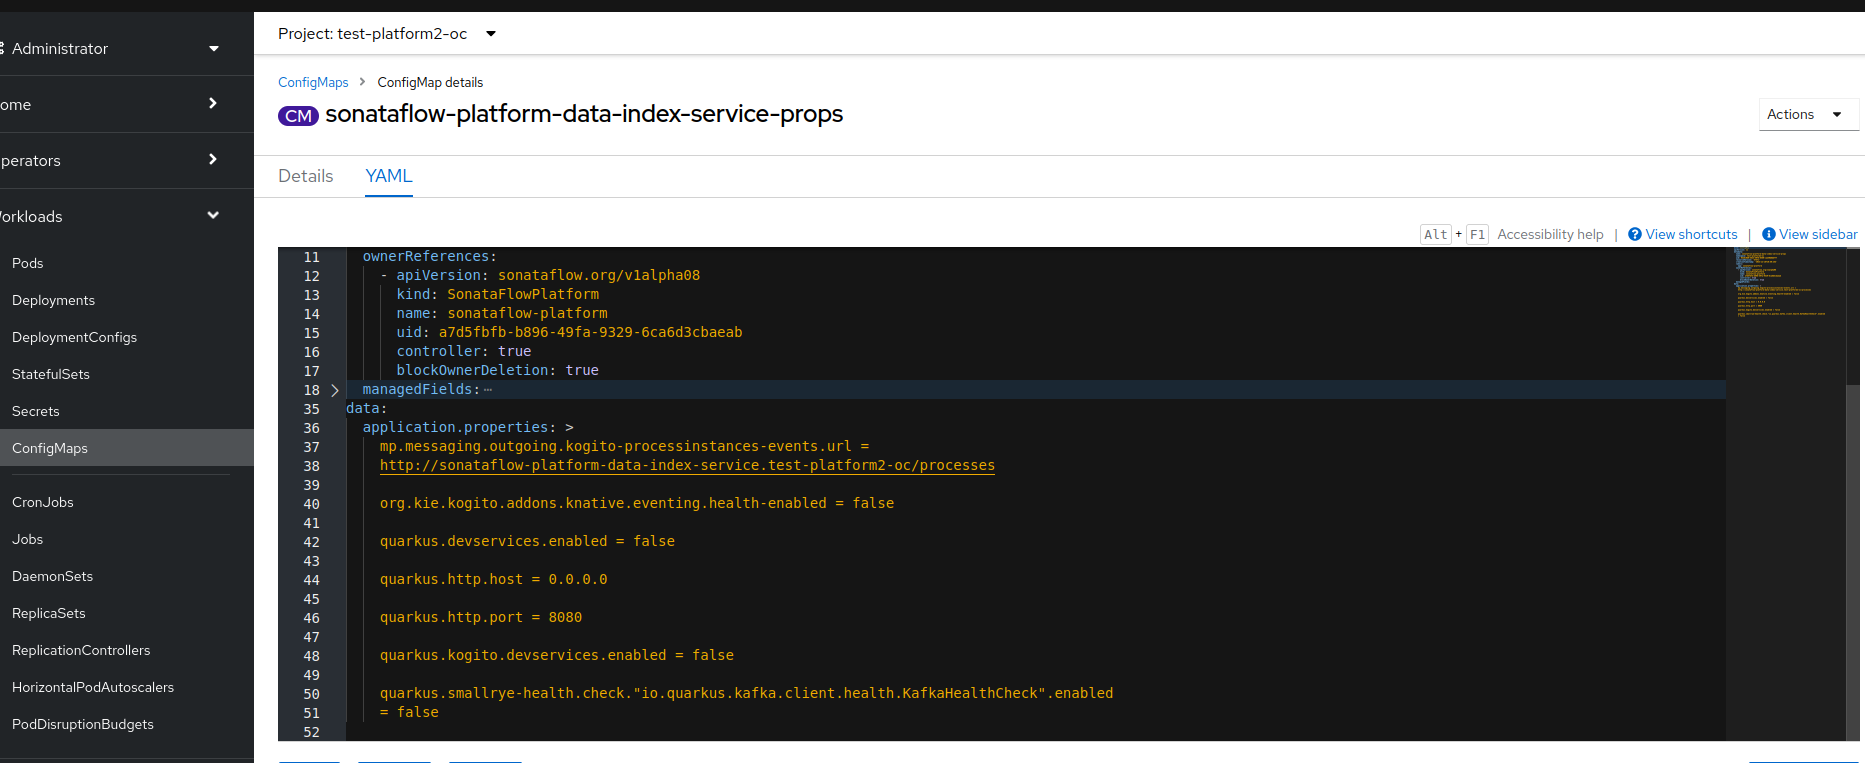 Project: test-platform2-oc
Administrator
ome
perators
orkloads
Pods
Deployments
DeploymentConfigs
StatefulSets
Secrets
ConfigMaps
CronJobs
Jobs
DaemonSets
ReplicaSets
ReplicationControllers
HorizontalPodAutoscalers
PodDisruptionBudgets
ConfigMaps > ConfigMap details
CM sonataflow-platform-data-index-service-props
Actions
Details YAML
Alt + F1 Accessibility help | View shortcuts | View sidebar
11 ownerReferences:
12 - apiVersion: sonataflow.org/v1alpha08
13 kind: SonataFlowPlatform
14 name: sonataflow-platform
15 uid: a7d5fbfb-b896-49fa-9329-6ca6d3cbaeab
16 controller: true
17 blockOwnerDeletion: true
18 managedFields:⋯
35 data:
36 application.properties: >
37 mp.messaging.outgoing.kogito-processinstances-events.url =
38 http://sonataflow-platform-data-index-service.test-platform2-oc/processes
39
40 org.kie.kogito.addons.knative.eventing.health-enabled = false
41
42 quarkus.devservices.enabled = false
43
44 quarkus.http.host = 0.0.0.0
45
46 quarkus.http.port = 8080
47
48 quarkus.kogito.devservices.enabled = false
49
50 quarkus.smallrye-health.check."io.quarkus.kafka.client.health.KafkaHealthCheck".enabled
51 = false
52